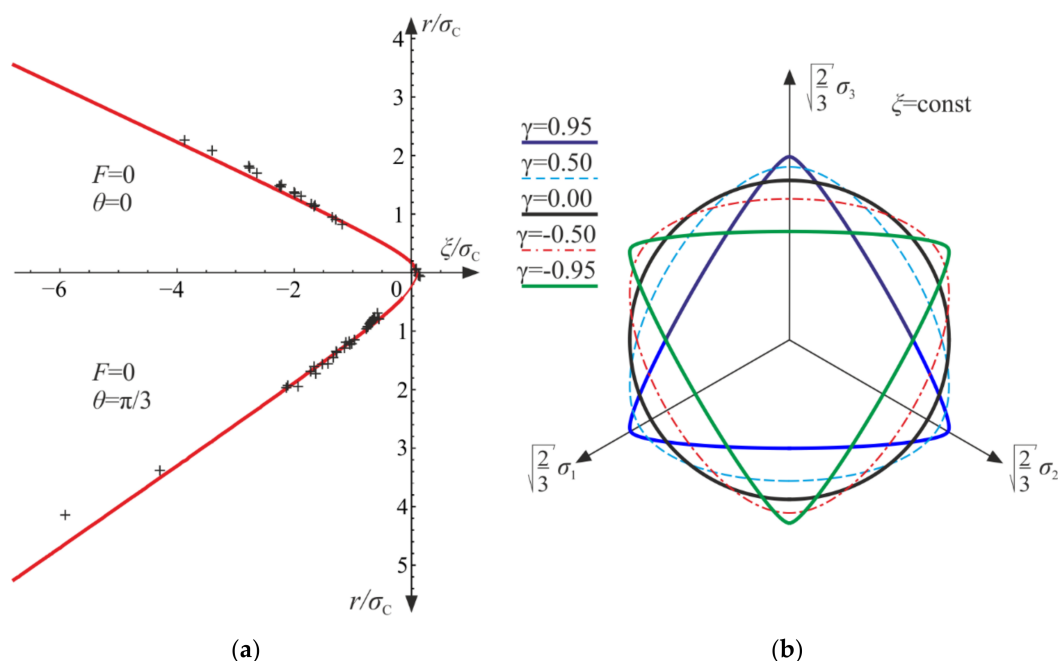 r/σC
4
3
2
1
F=0
θ=0
ξ/σC
−6
−4
−2
0
1
2
3
4
5
F=0
θ=π/3
r/σC
(a)
√2/3 σ3
ξ=const
γ=0.95
γ=0.50
γ=0.00
γ=-0.50
γ=-0.95
√2/3 σ1
√2/3 σ2
(b)